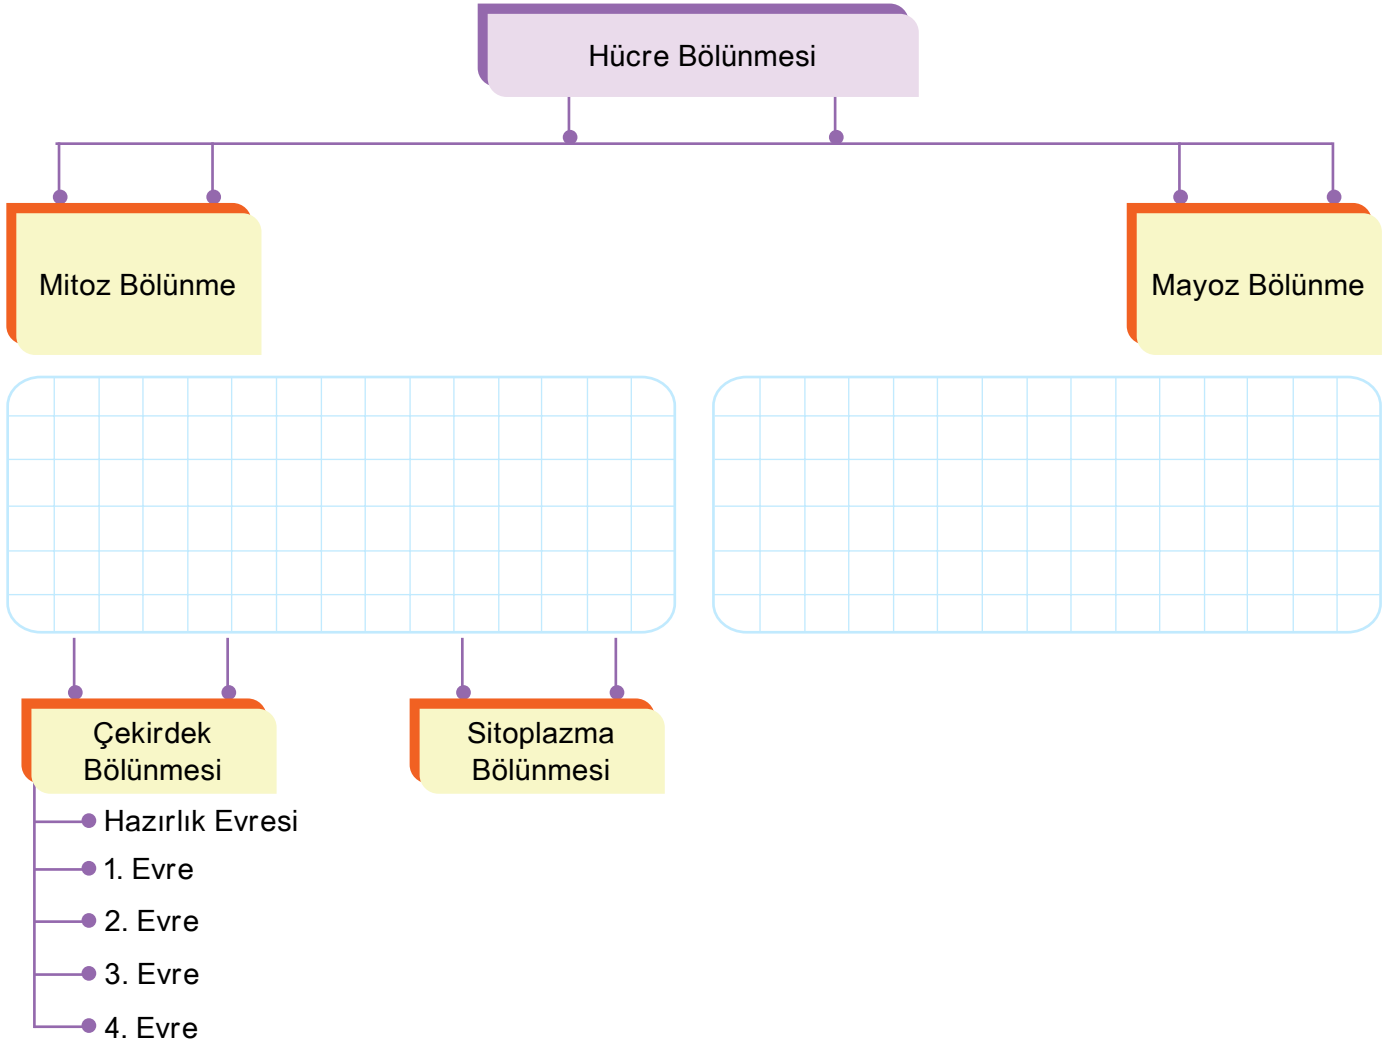 Hücre Bölünmesi
Mitoz Bölünme
Mayoz Bölünme
Çekirdek
Bölünmesi
Sitoplazma
Bölünmesi
Hazırlık Evresi
1. Evre
2. Evre
3. Evre
4. Evre